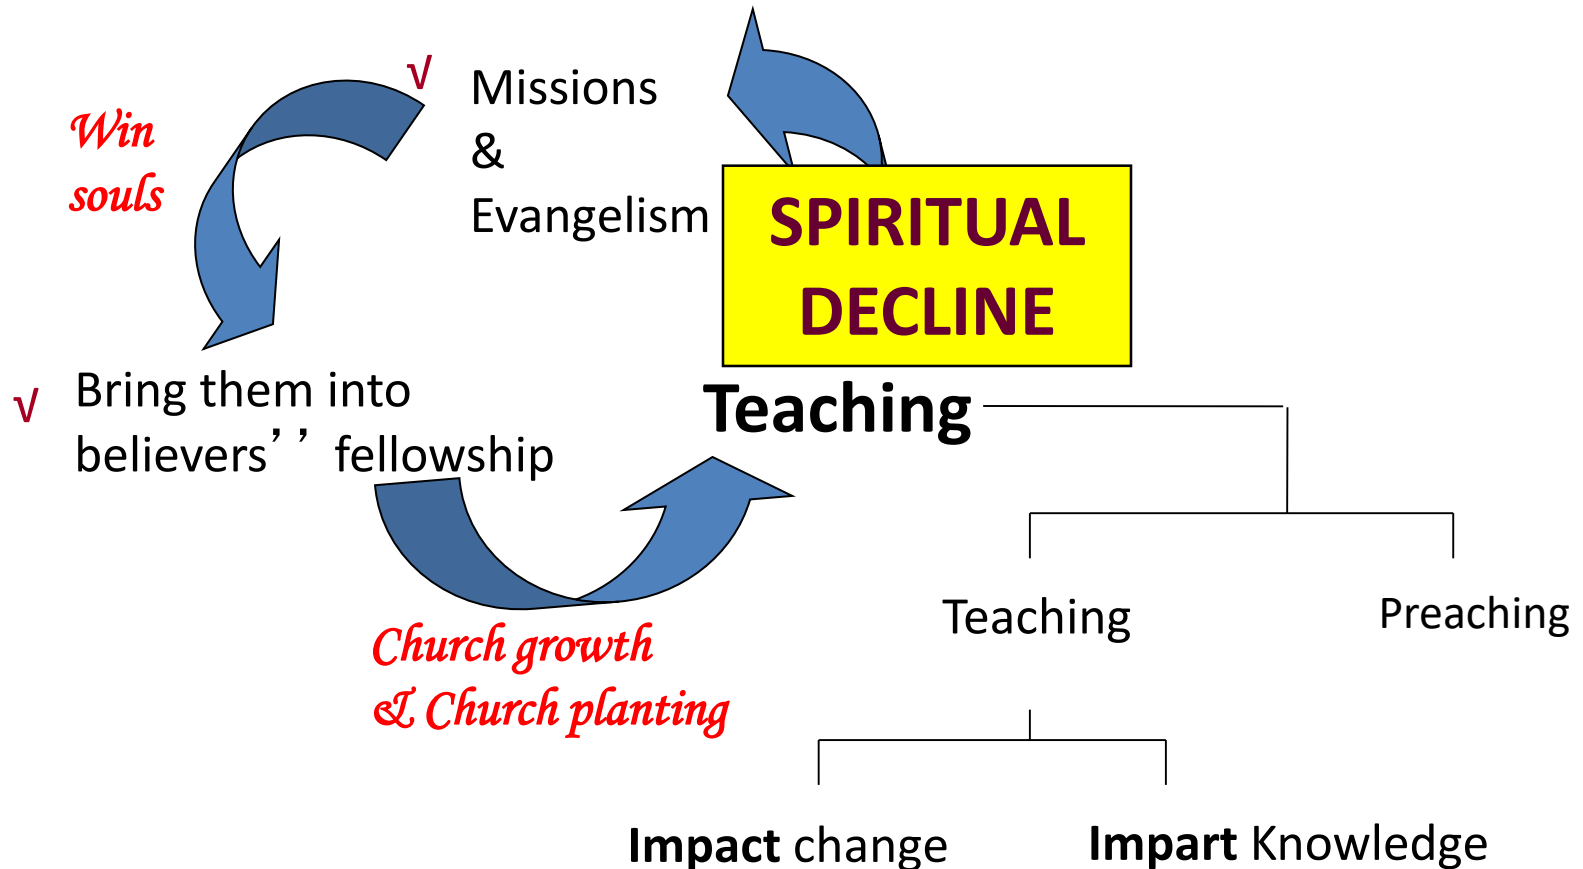 √ Missions
&
Evangelism
Win
souls
SPIRITUAL
DECLINE
√ Bring them into
believers’’ fellowship
Teaching
Church growth
& Church planting
Teaching
Preaching
Impact change
Impart Knowledge